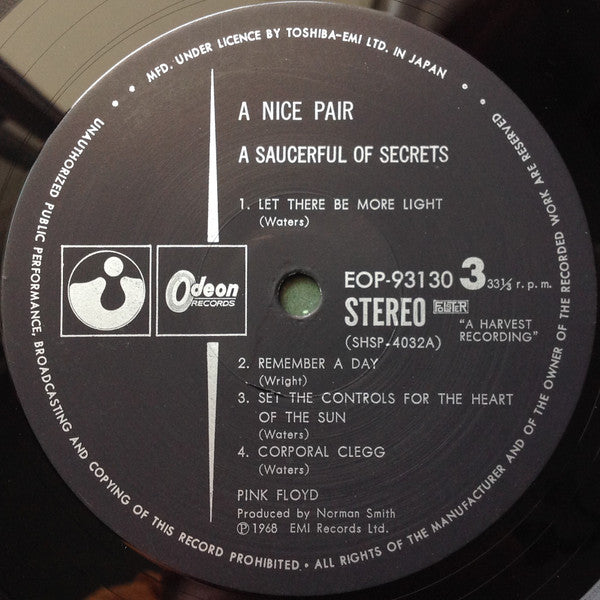 MFD. UNDER LICENCE BY TOSHIBA-EMI LTD. IN JAPAN
UNAUTHORIZED PUBLIC PERFORMANCE, BROADCASTING AND COPYING OF THIS RECORD PROHIBITED. • ALL RIGHTS OF THE MANUFACTURER AND OF THE OWNER OF THE RECORDED WORK ARE RESERVED
A NICE PAIR
A SAUCERFUL OF SECRETS
1. LET THERE BE MORE LIGHT
(Waters)
Odeon
RECORDS
EOP-93130 3 33⅓ r.p.m.
STEREO
(SHSP-4032A)
"A HARVEST
RECORDING"
2. REMEMBER A DAY
(Wright)
3. SET THE CONTROLS FOR THE HEART
OF THE SUN
(Waters)
4. CORPORAL CLEGG
(Waters)
PINK FLOYD
Produced by Norman Smith
Ⓟ1968 EMI Records Ltd.